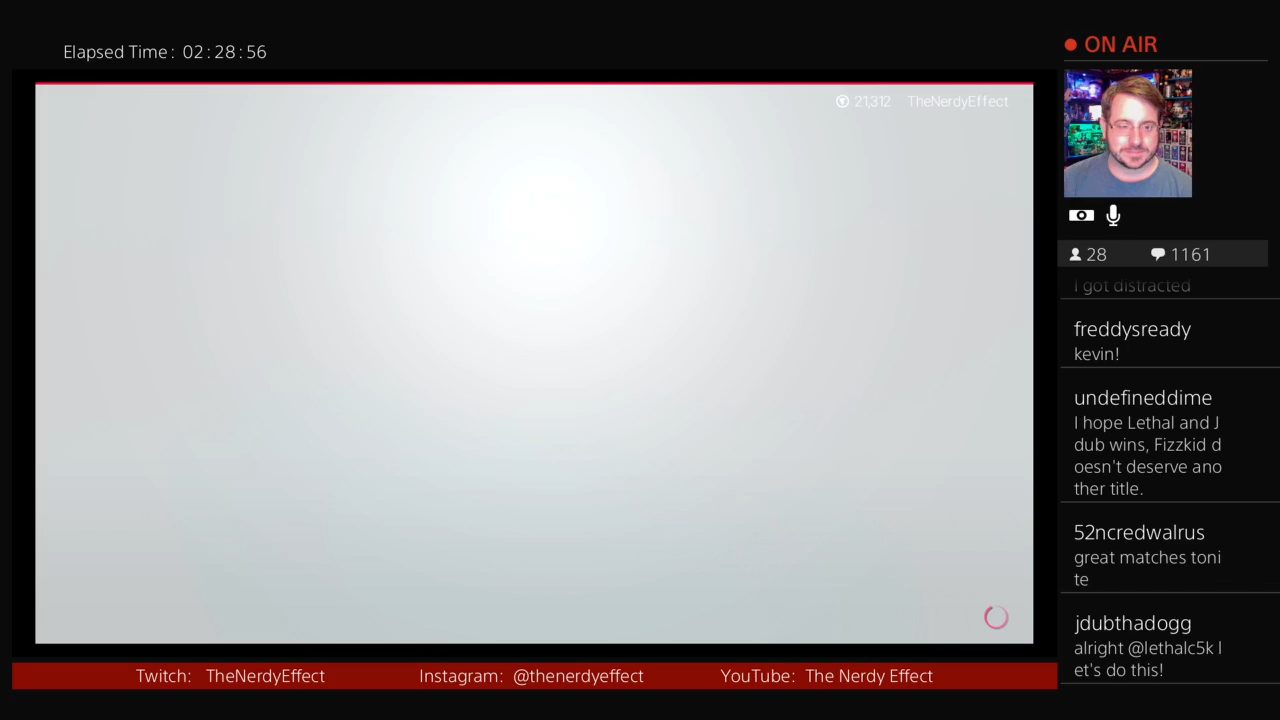 Elapsed Time: 02:28:56
ON AIR
21,312 TheNerdyEffect
28 1161
I got distracted
freddysready
kevin!
undefineddime
I hope Lethal and J
dub wins, Fizzkid d
oesn't deserve ano
ther title.
52ncredwalrus
great matches toni
te
jdubthadogg
alright @lethalc5k l
et's do this!
Twitch: TheNerdyEffect Instagram: @thenerdyeffect YouTube: The Nerdy Effect